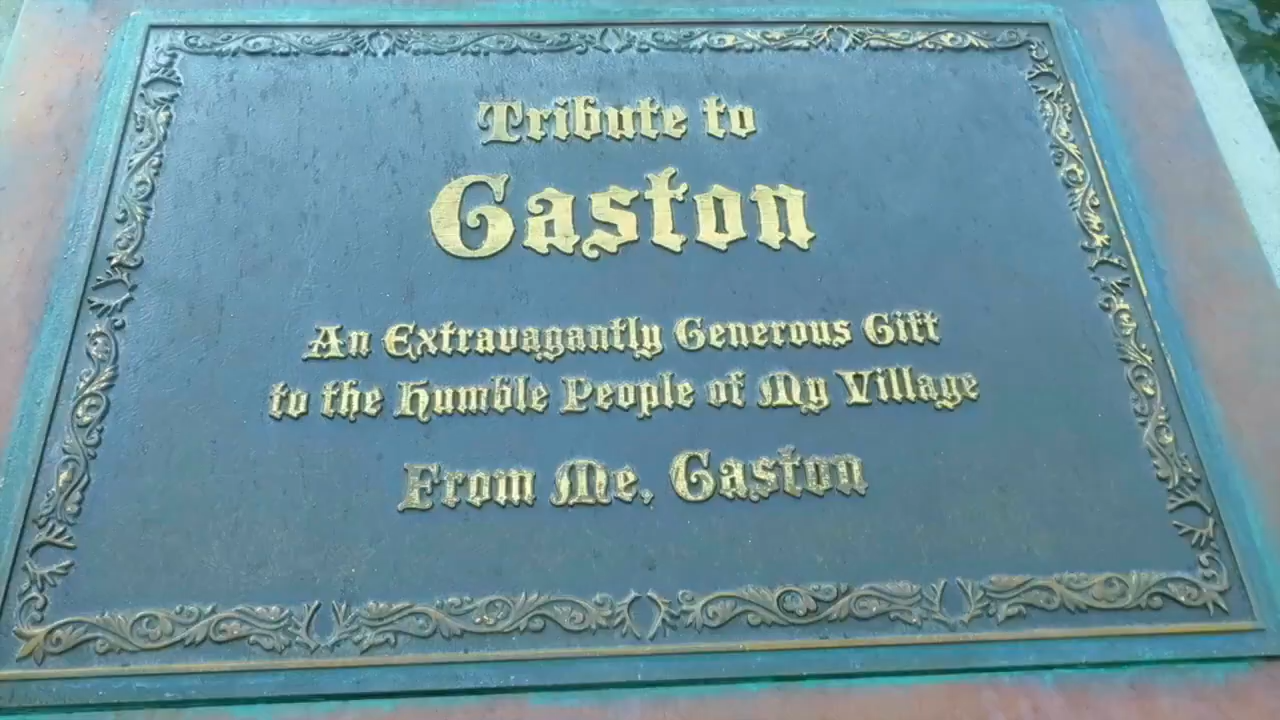 Tribute to
Gaston
An Extravagantly Generous Gift
to the Humble People of My Village
From Me, Gaston